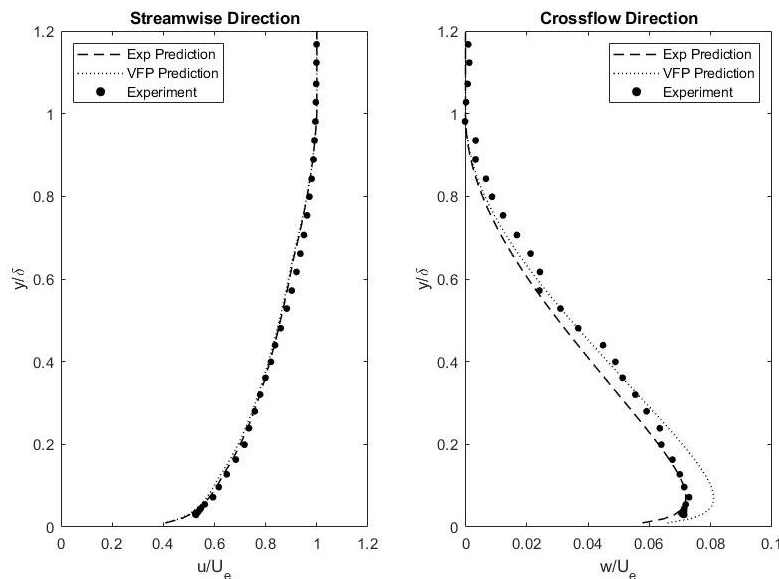 Streamwise Direction
1.2
1
0.8
0.6
0.4
0.2
0
y/δ
Exp Prediction
VFP Prediction
Experiment
0 0.2 0.4 0.6 0.8 1 1.2
u/Ue
Crossflow Direction
1.2
1
0.8
0.6
0.4
0.2
0
y/δ
Exp Prediction
VFP Prediction
Experiment
0 0.02 0.04 0.06 0.08 0.1
w/Ue